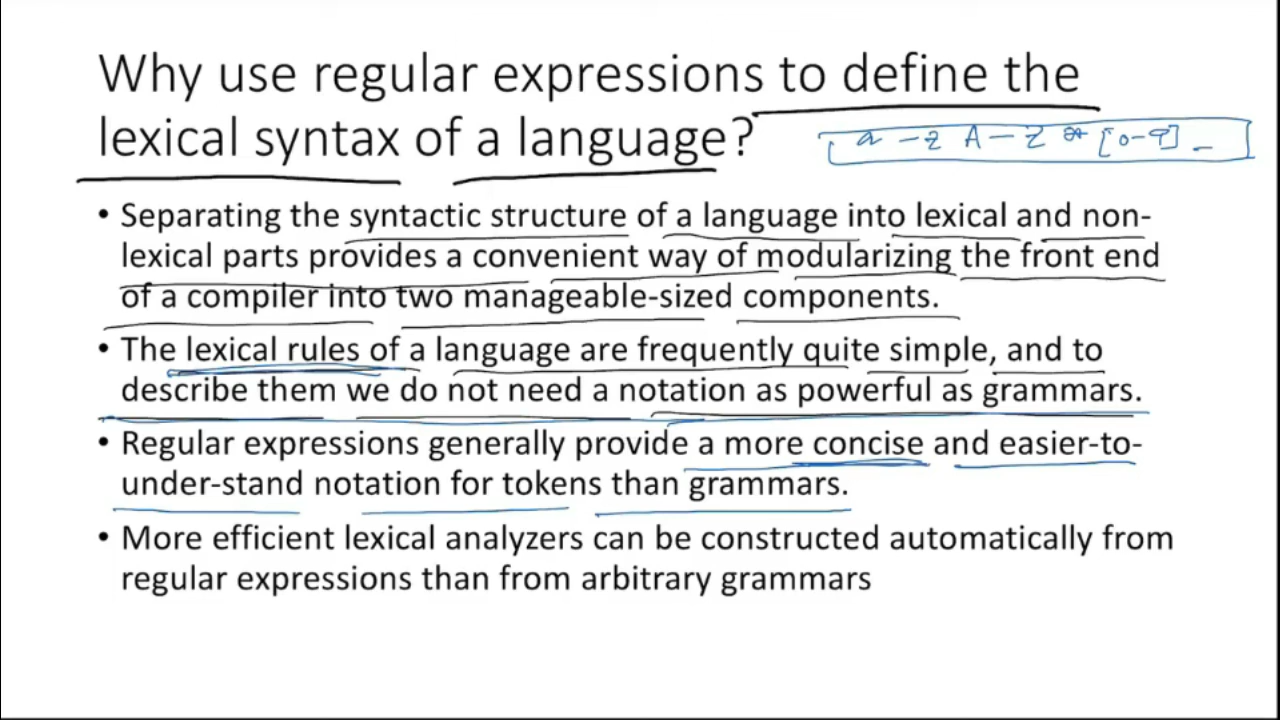 Why use regular expressions to define the
lexical syntax of a language?
a - z A - Z [0-9] _
• Separating the syntactic structure of a language into lexical and non-
lexical parts provides a convenient way of modularizing the front end
of a compiler into two manageable-sized components.
• The lexical rules of a language are frequently quite simple, and to
describe them we do not need a notation as powerful as grammars.
• Regular expressions generally provide a more concise and easier-to-
under-stand notation for tokens than grammars.
• More efficient lexical analyzers can be constructed automatically from
regular expressions than from arbitrary grammars